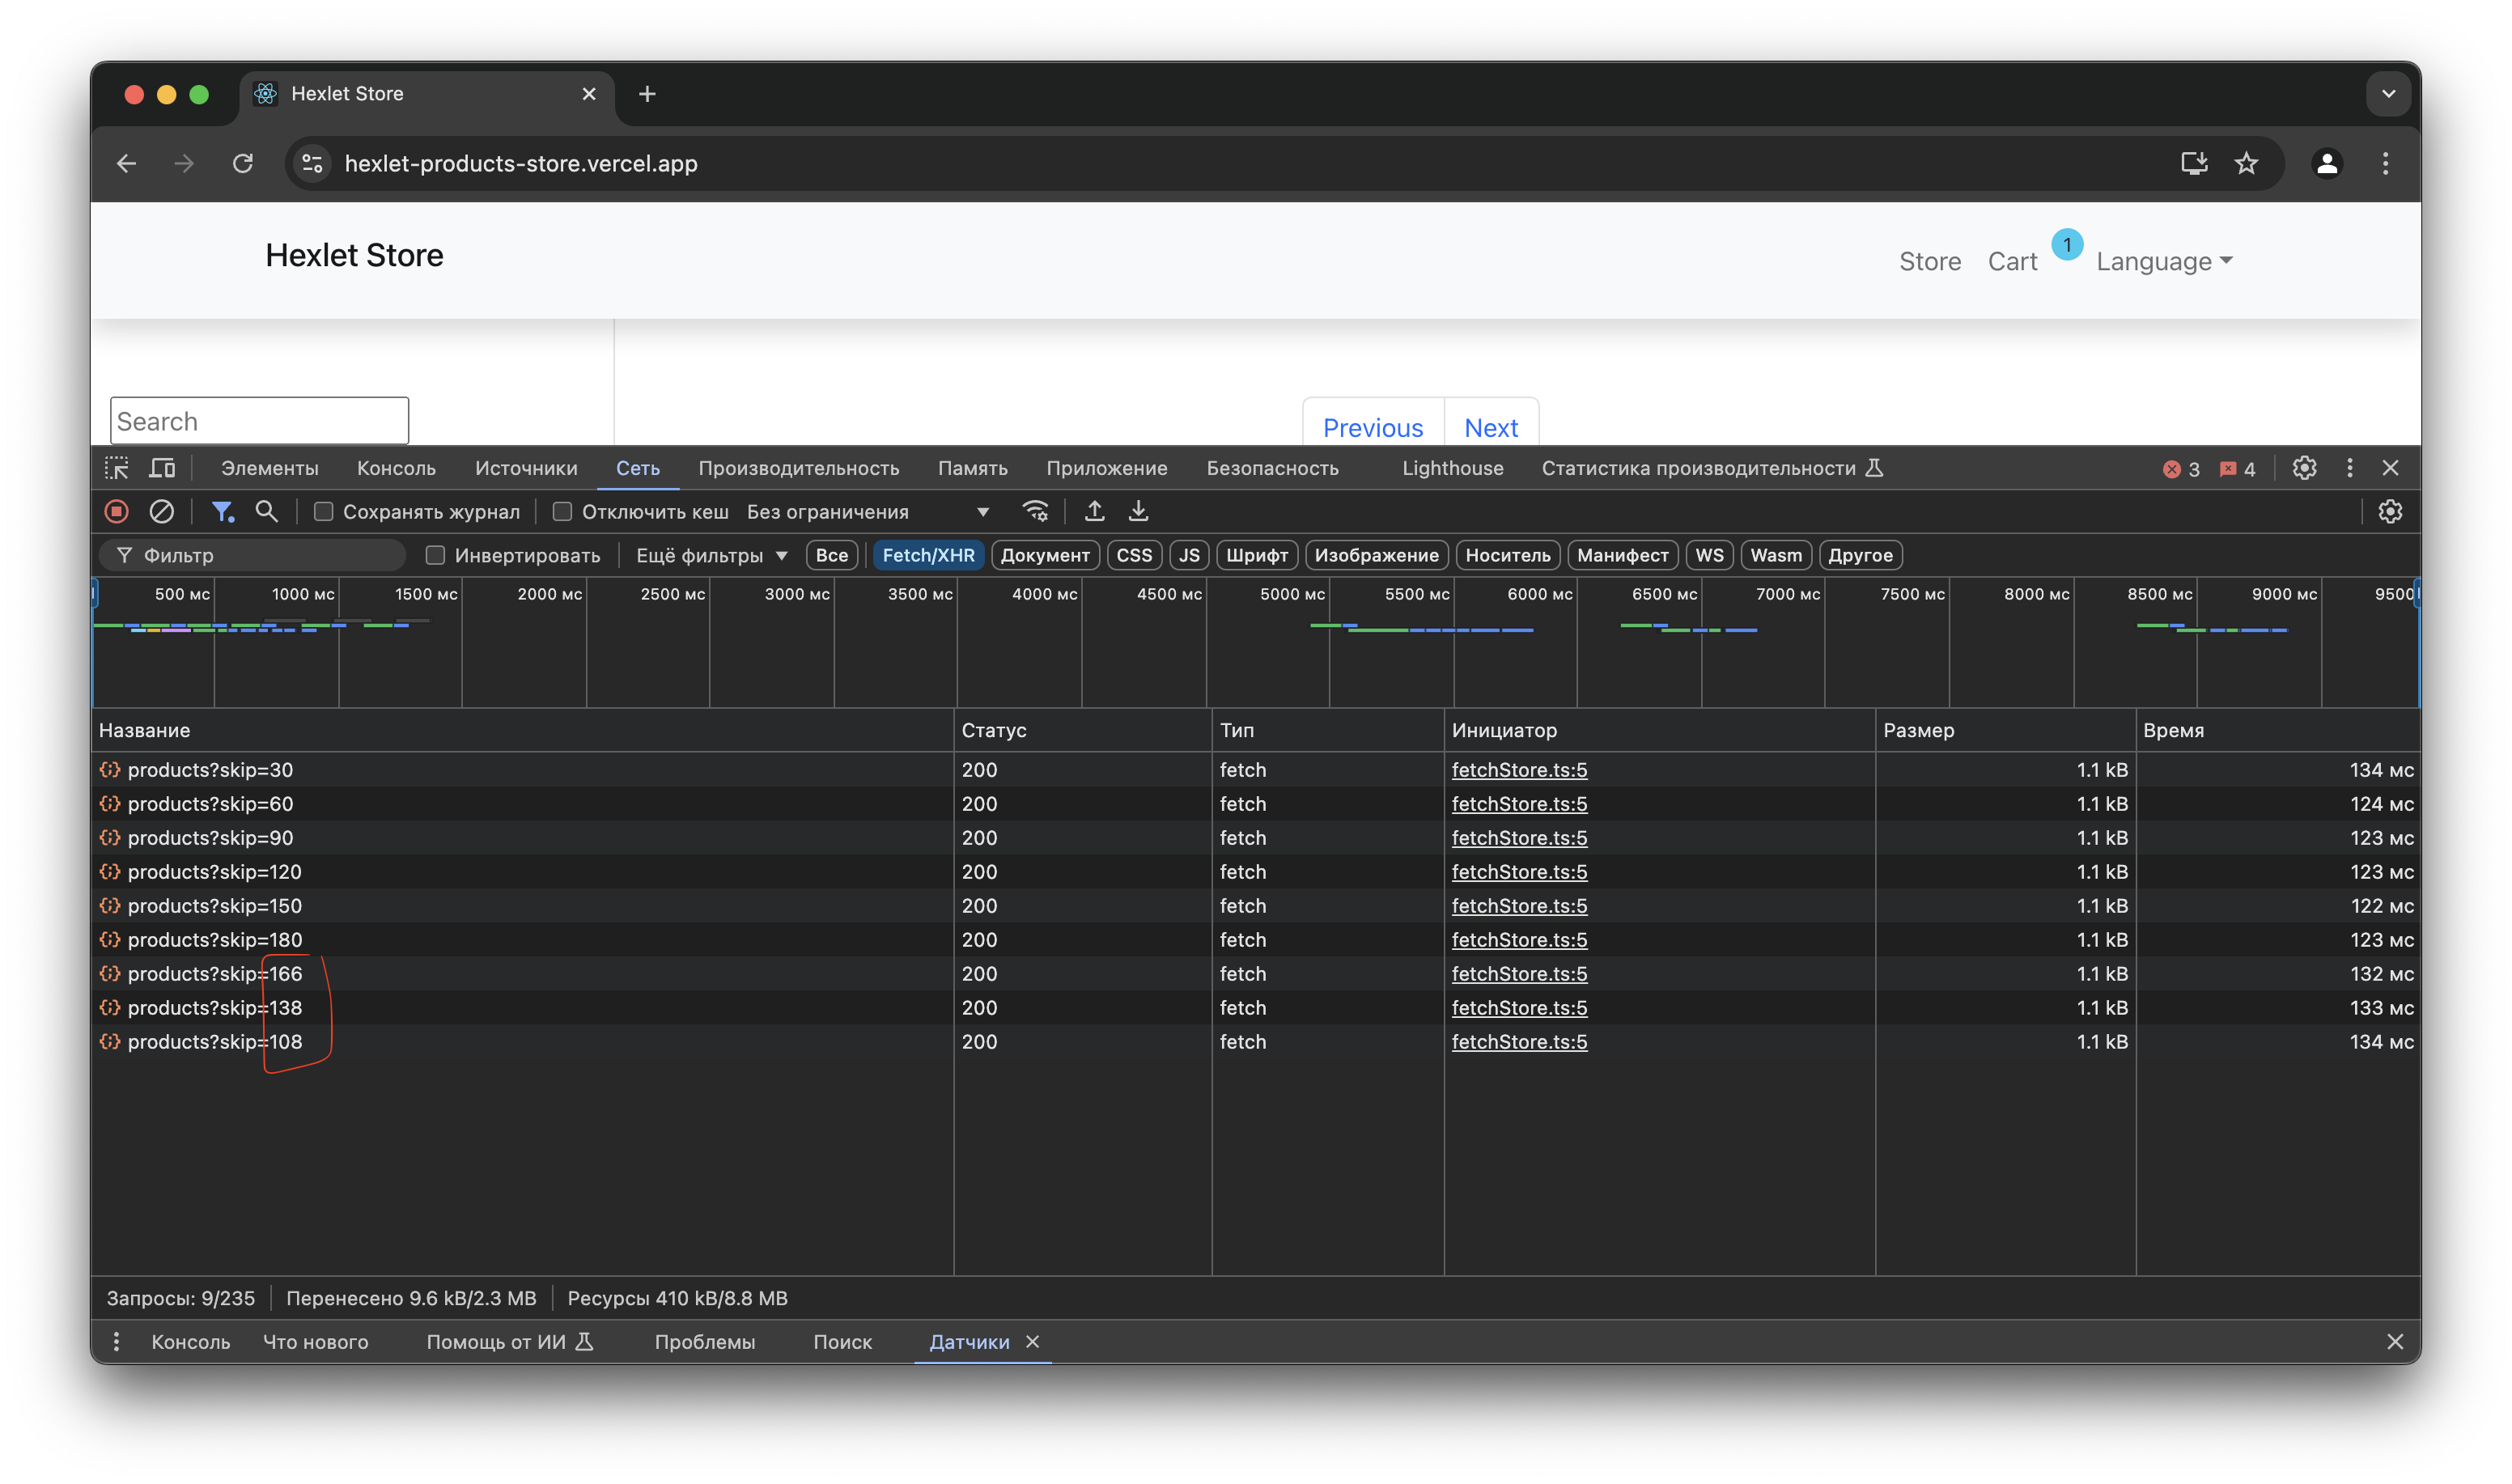 Hexlet Store
hexlet-products-store.vercel.app
Hexlet Store
Store Cart 1 Language
Search
Previous Next
Элементы Консоль Источники Сеть Производительность Память Приложение Безопасность Lighthouse Статистика производительности 3 4
Сохранять журнал Отключить кеш Без ограничения
Фильтр Инвертировать Ещё фильтры Все Fetch/XHR Документ CSS JS Шрифт Изображение Носитель Манифест WS Wasm Другое
500 мс 1000 мс 1500 мс 2000 мс 2500 мс 3000 мс 3500 мс 4000 мс 4500 мс 5000 мс 5500 мс 6000 мс 6500 мс 7000 мс 7500 мс 8000 мс 8500 мс 9000 мс 9500
Название Статус Тип Инициатор Размер Время
products?skip=30 200 fetch fetchStore.ts:5 1.1 kB 134 мс
products?skip=60 200 fetch fetchStore.ts:5 1.1 kB 124 мс
products?skip=90 200 fetch fetchStore.ts:5 1.1 kB 123 мс
products?skip=120 200 fetch fetchStore.ts:5 1.1 kB 123 мс
products?skip=150 200 fetch fetchStore.ts:5 1.1 kB 122 мс
products?skip=180 200 fetch fetchStore.ts:5 1.1 kB 123 мс
products?skip=166 200 fetch fetchStore.ts:5 1.1 kB 132 мс
products?skip=138 200 fetch fetchStore.ts:5 1.1 kB 133 мс
products?skip=108 200 fetch fetchStore.ts:5 1.1 kB 134 мс
Запросы: 9/235 Перенесено 9.6 kB/2.3 MB Ресурсы 410 kB/8.8 MB
Консоль Что нового Помощь от ИИ Проблемы Поиск Датчики